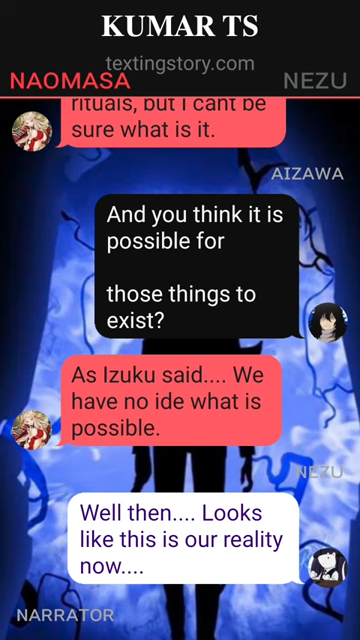 KUMAR TS
textingstory.com
NAOMASA NEZU
rituals, but I cant be
sure what is it.
AIZAWA
And you think it is
possible for
those things to
exist?
As Izuku said.... We
have no ide what is
possible.
NEZU
Well then.... Looks
like this is our reality
now....
NARRATOR